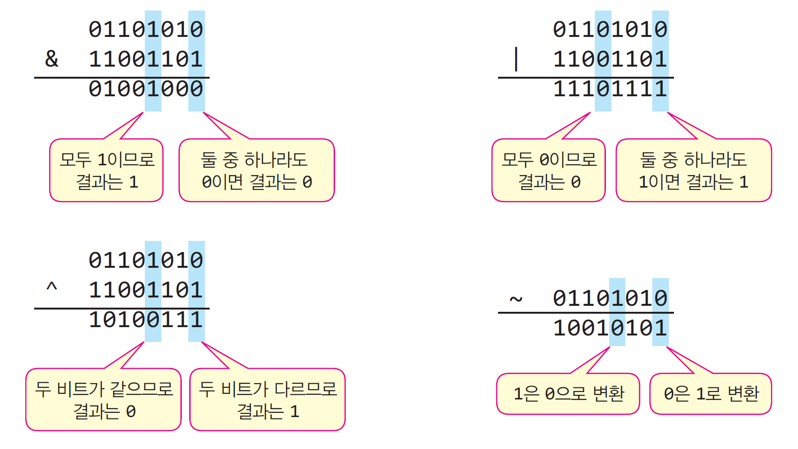 01101010
& 11001101
01001000
모두 1이므로
결과는 1
둘 중 하나라도
0이면 결과는 0
01101010
| 11001101
11101111
모두 0이므로
결과는 0
둘 중 하나라도
1이면 결과는 1
01101010
^ 11001101
10100111
두 비트가 같으므로
결과는 0
두 비트가 다르므로
결과는 1
~ 01101010
10010101
1은 0으로 변환
0은 1로 변환